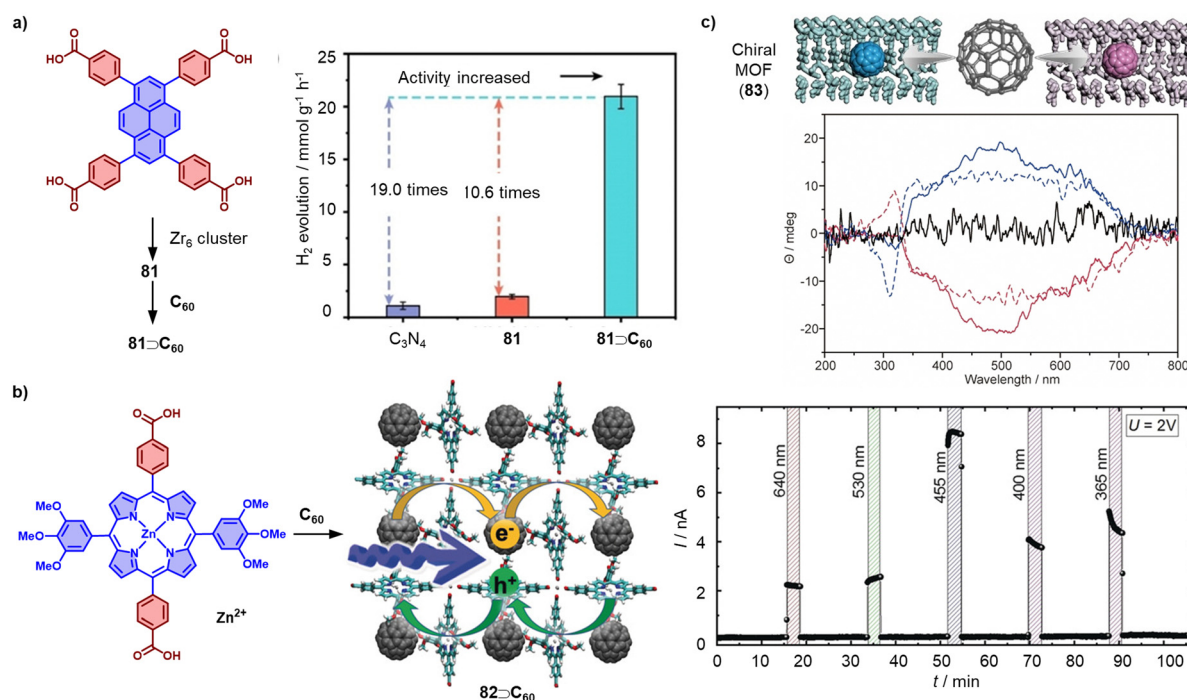 a)
O
OH
O
OH
HO
O
HO
O
Zr6 cluster
81
C60
81⊃C60
H2 evolution / mmol g-1 h-1
25
20
15
10
5
0
Activity increased
19.0 times
10.6 times
C3N4
81
81⊃C60
c)
Chiral
MOF
(83)
Θ / mdeg
20
10
0
-10
-20
200
300
400
500
600
700
800
Wavelength / nm
b)
O
OH
OMe
MeO
OMe
N
N
Zn
N
N
MeO
OMe
OMe
O
OH
Zn2+
C60
e-
h+
82⊃C60
I / nA
8
6
4
2
0
640 nm
530 nm
455 nm
400 nm
365 nm
U = 2V
0
10
20
30
40
50
60
70
80
90
100
t / min